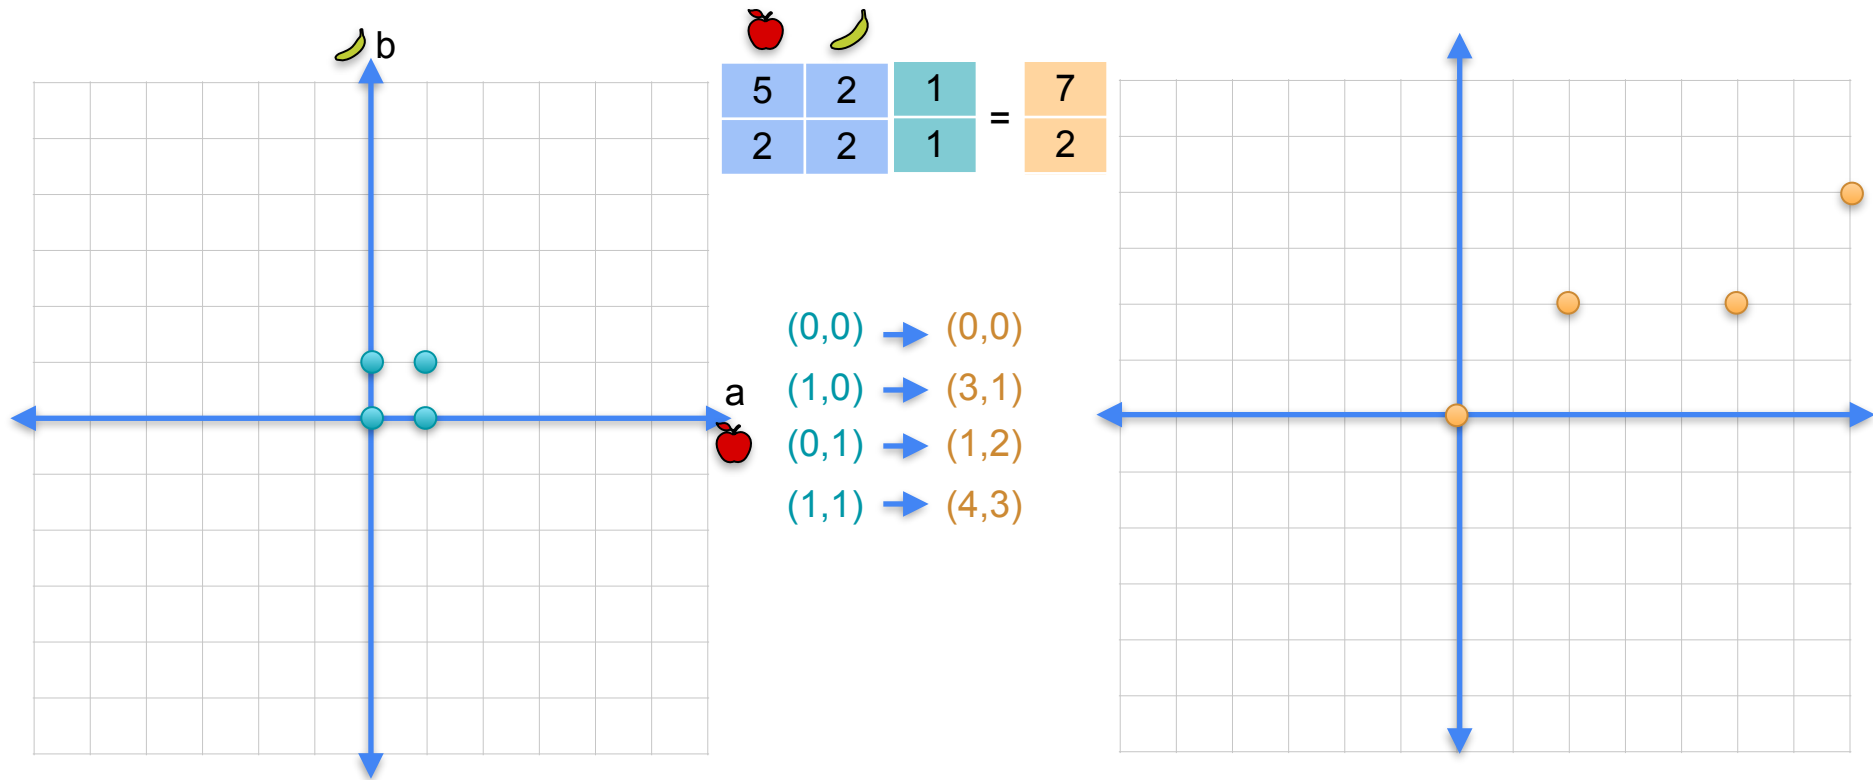 b
5 2 1 = 7
2 2 1 2
a
(0,0) (0,0)
(1,0) (3,1)
(0,1) (1,2)
(1,1) (4,3)